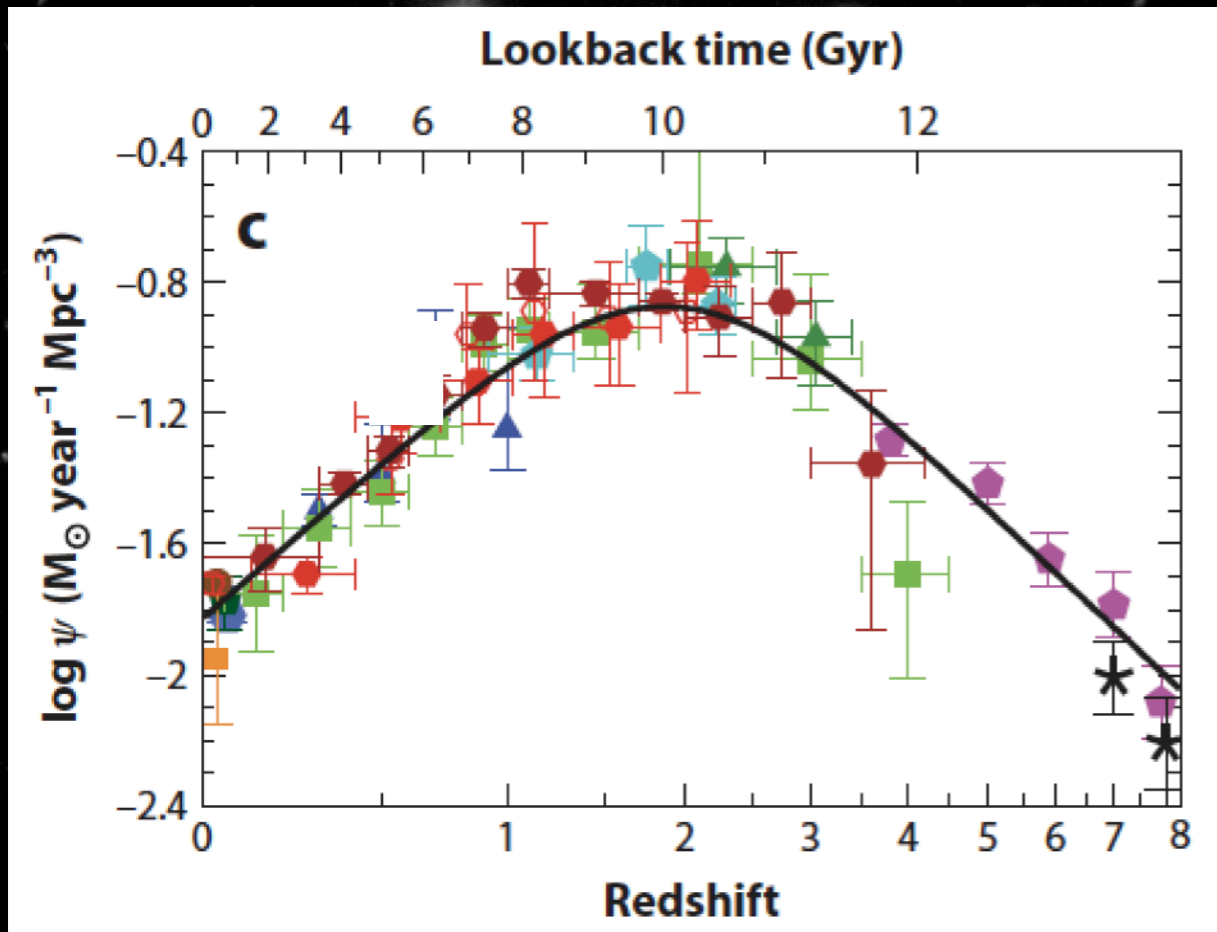 Lookback time (Gyr)
0 2 4 6 8 10 12
C
−0.4
−0.8
−1.2
−1.6
−2
−2.4
log ψ (M☉ year⁻¹ Mpc⁻³)
0 1 2 3 4 5 6 7 8
Redshift